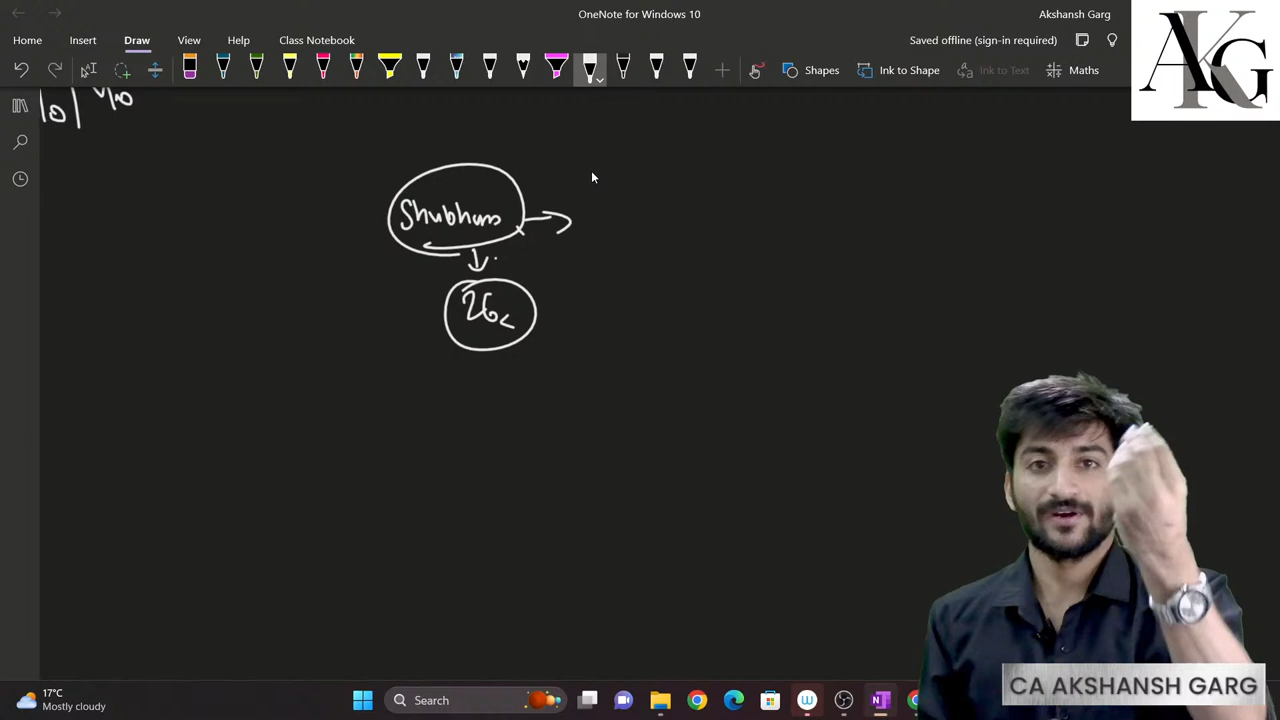 OneNote for Windows 10
Akshansh Garg
AKG
Home Insert Draw View Help Class Notebook
Saved offline (sign-in required)
Shapes Ink to Shape Ink to Text Maths
Shubham
17°C
Mostly cloudy
Search
CA AKSHANSH GARG